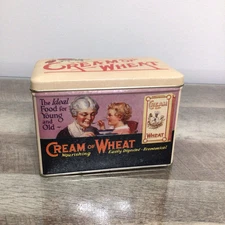 CREAM OF WHEAT
The Ideal
Food for
Young
and
Old -
CREAM
WHEAT
CREAM OF WHEAT
Nourishing Easily Digested - Economical